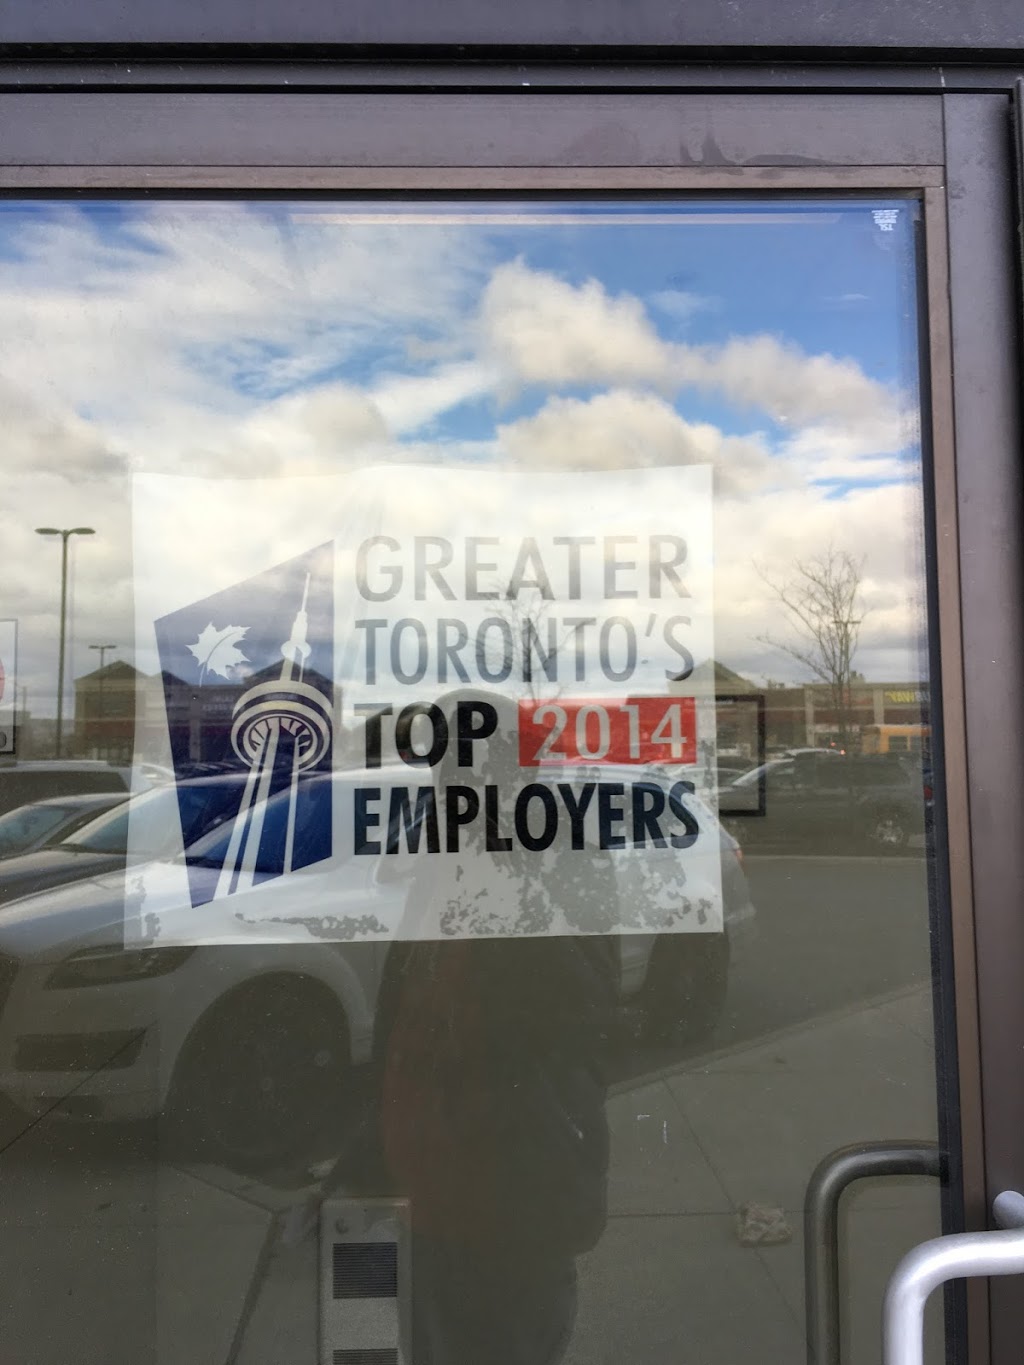 GREATER
TORONTO'S
TOP 2014
EMPLOYERS